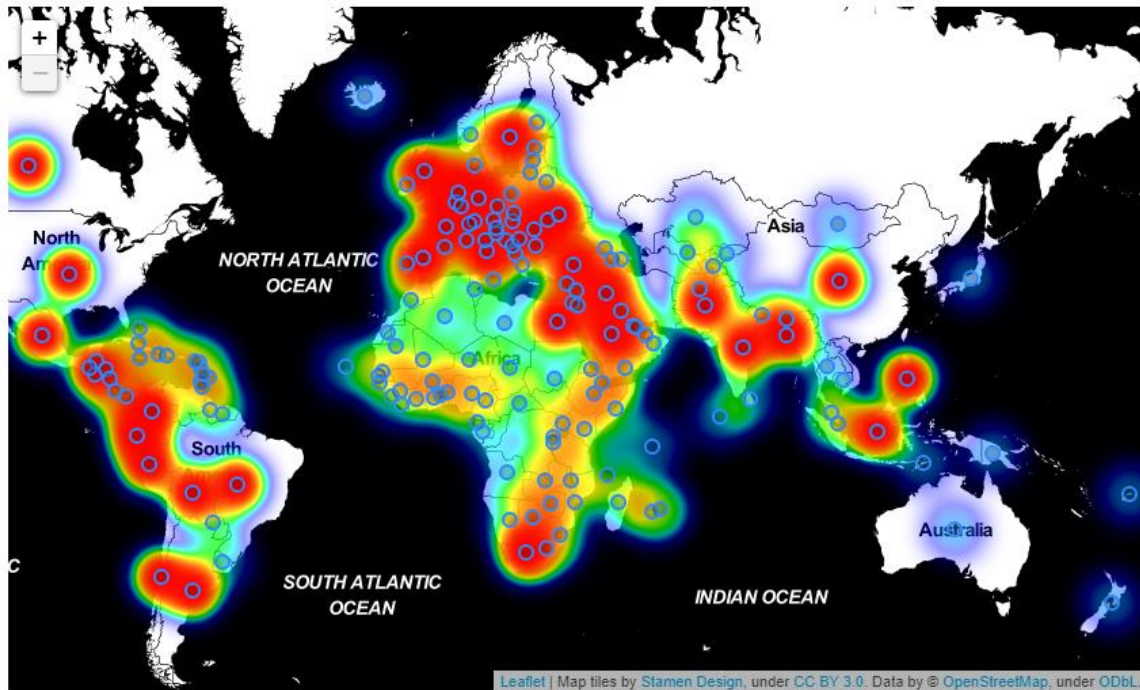 +
−
North
America
Asia
NORTH ATLANTIC
OCEAN
Africa
South
SOUTH ATLANTIC
OCEAN
INDIAN OCEAN
Australia
C
Leaflet | Map tiles by Stamen Design, under CC BY 3.0. Data by © OpenStreetMap, under ODbL.